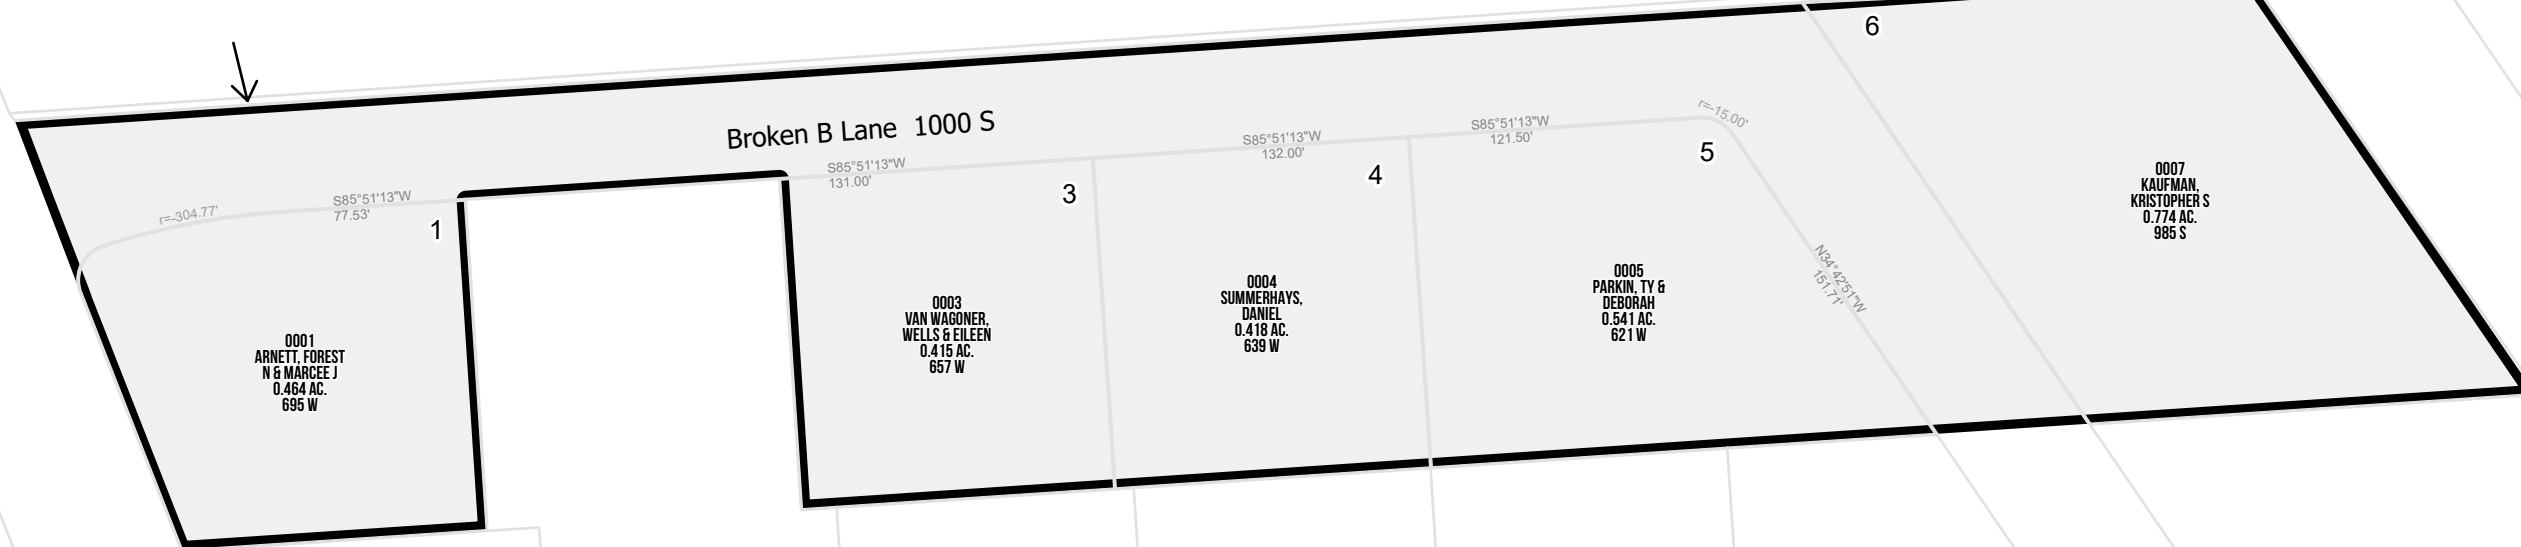 6
Broken B Lane 1000 S
r=-304.77'
S85°51'13"W
77.53'
1
S85°51'13"W
131.00'
3
S85°51'13"W
132.00'
4
S85°51'13"W
121.50'
r=-15.00'
5
N34°42'51"W
151.71'
0001
ARNETT, FOREST
N & MARCEE J
0.464 AC.
695 W
0003
VAN WAGONER,
WELLS & EILEEN
0.415 AC.
657 W
0004
SUMMERHAYS,
DANIEL
0.418 AC.
639 W
0005
PARKIN, TY &
DEBORAH
0.541 AC.
621 W
0007
KAUFMAN,
KRISTOPHER S
0.774 AC.
985 S